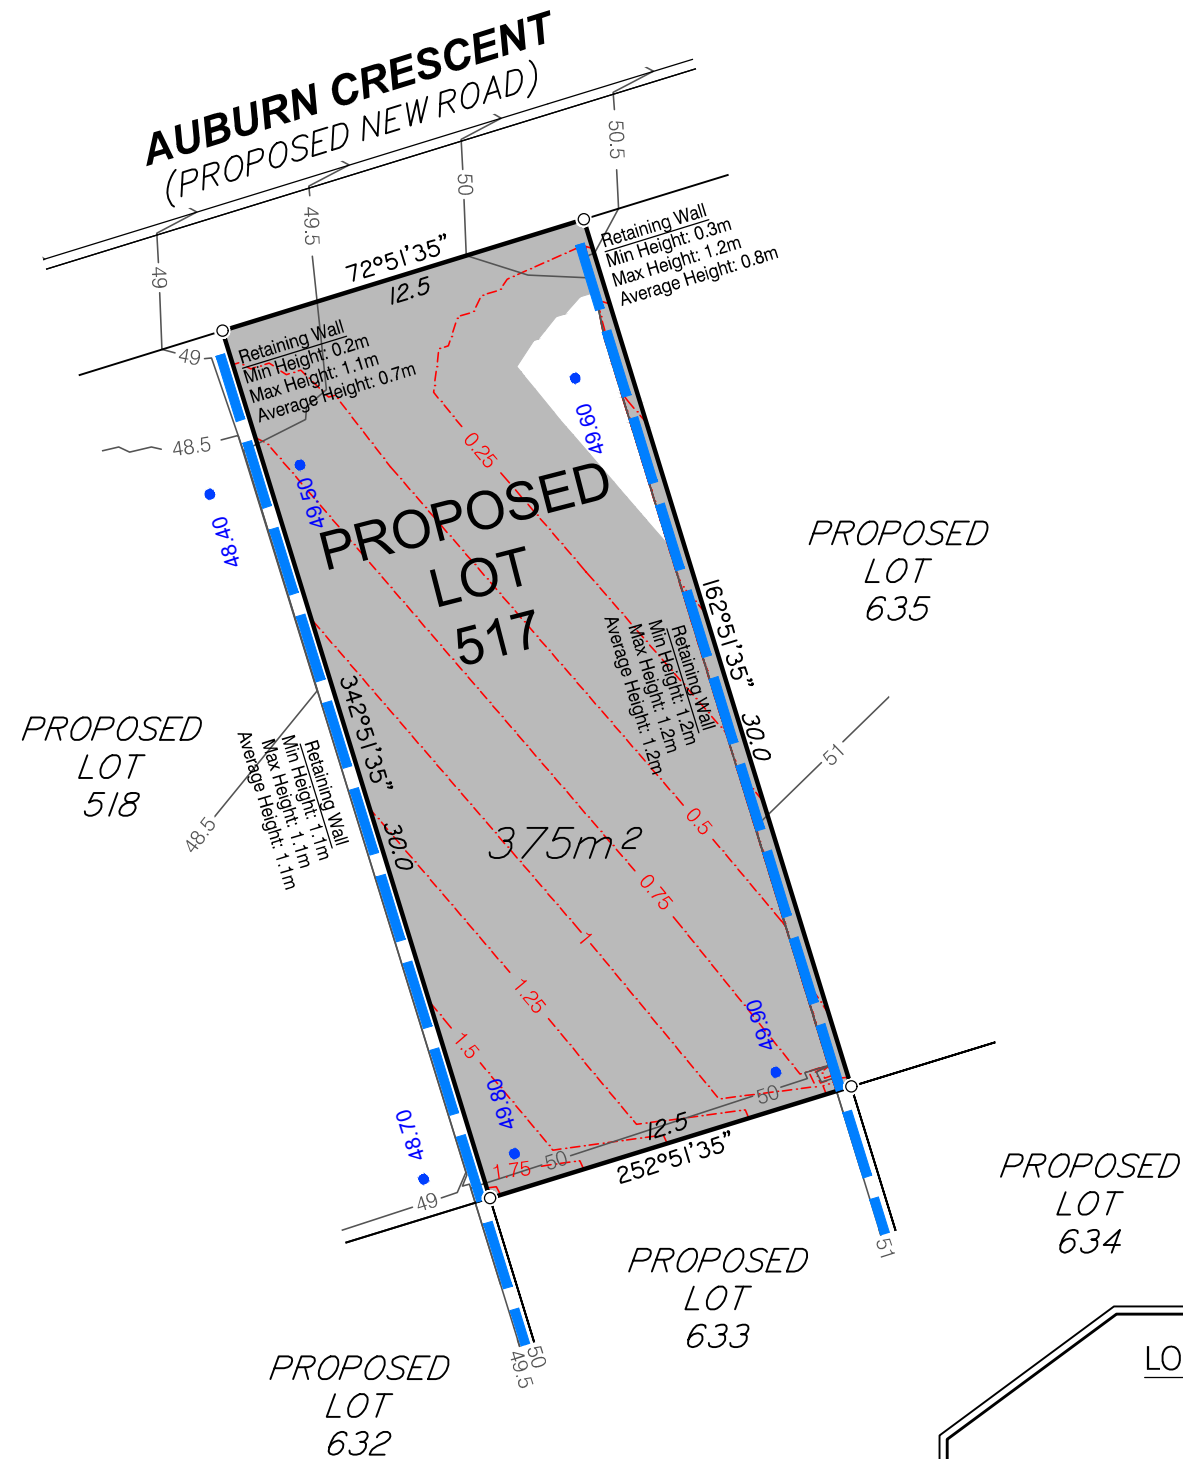 AUBURN CRESCENT
(PROPOSED NEW ROAD)
50.5
50
49.5
49
72°51'35"
12.5
Retaining Wall
Min Height: 0.3m
Max Height: 1.2m
Average Height: 0.8m
49
Retaining Wall
Min Height: 0.2m
Max Height: 1.1m
Average Height: 0.7m
48.5
49.60
0.25
49.50
48.40
PROPOSED
LOT
517
PROPOSED
LOT
635
162°51'35"
30.0
Retaining Wall
Min Height: 1.2m
Max Height: 1.2m
Average Height: 1.2m
342°51'35"
30.0
PROPOSED
LOT
518
Retaining Wall
Min Height: 1.1m
Max Height: 1.1m
Average Height: 1.1m
48.5
51
0.5
375m²
0.75
1
1.25
1.5
49.90
49.80
48.70
50
50
1.75
12.5
252°51'35"
49
PROPOSED
LOT
634
51
PROPOSED
LOT
633
50
49.5
PROPOSED
LOT
632
LO